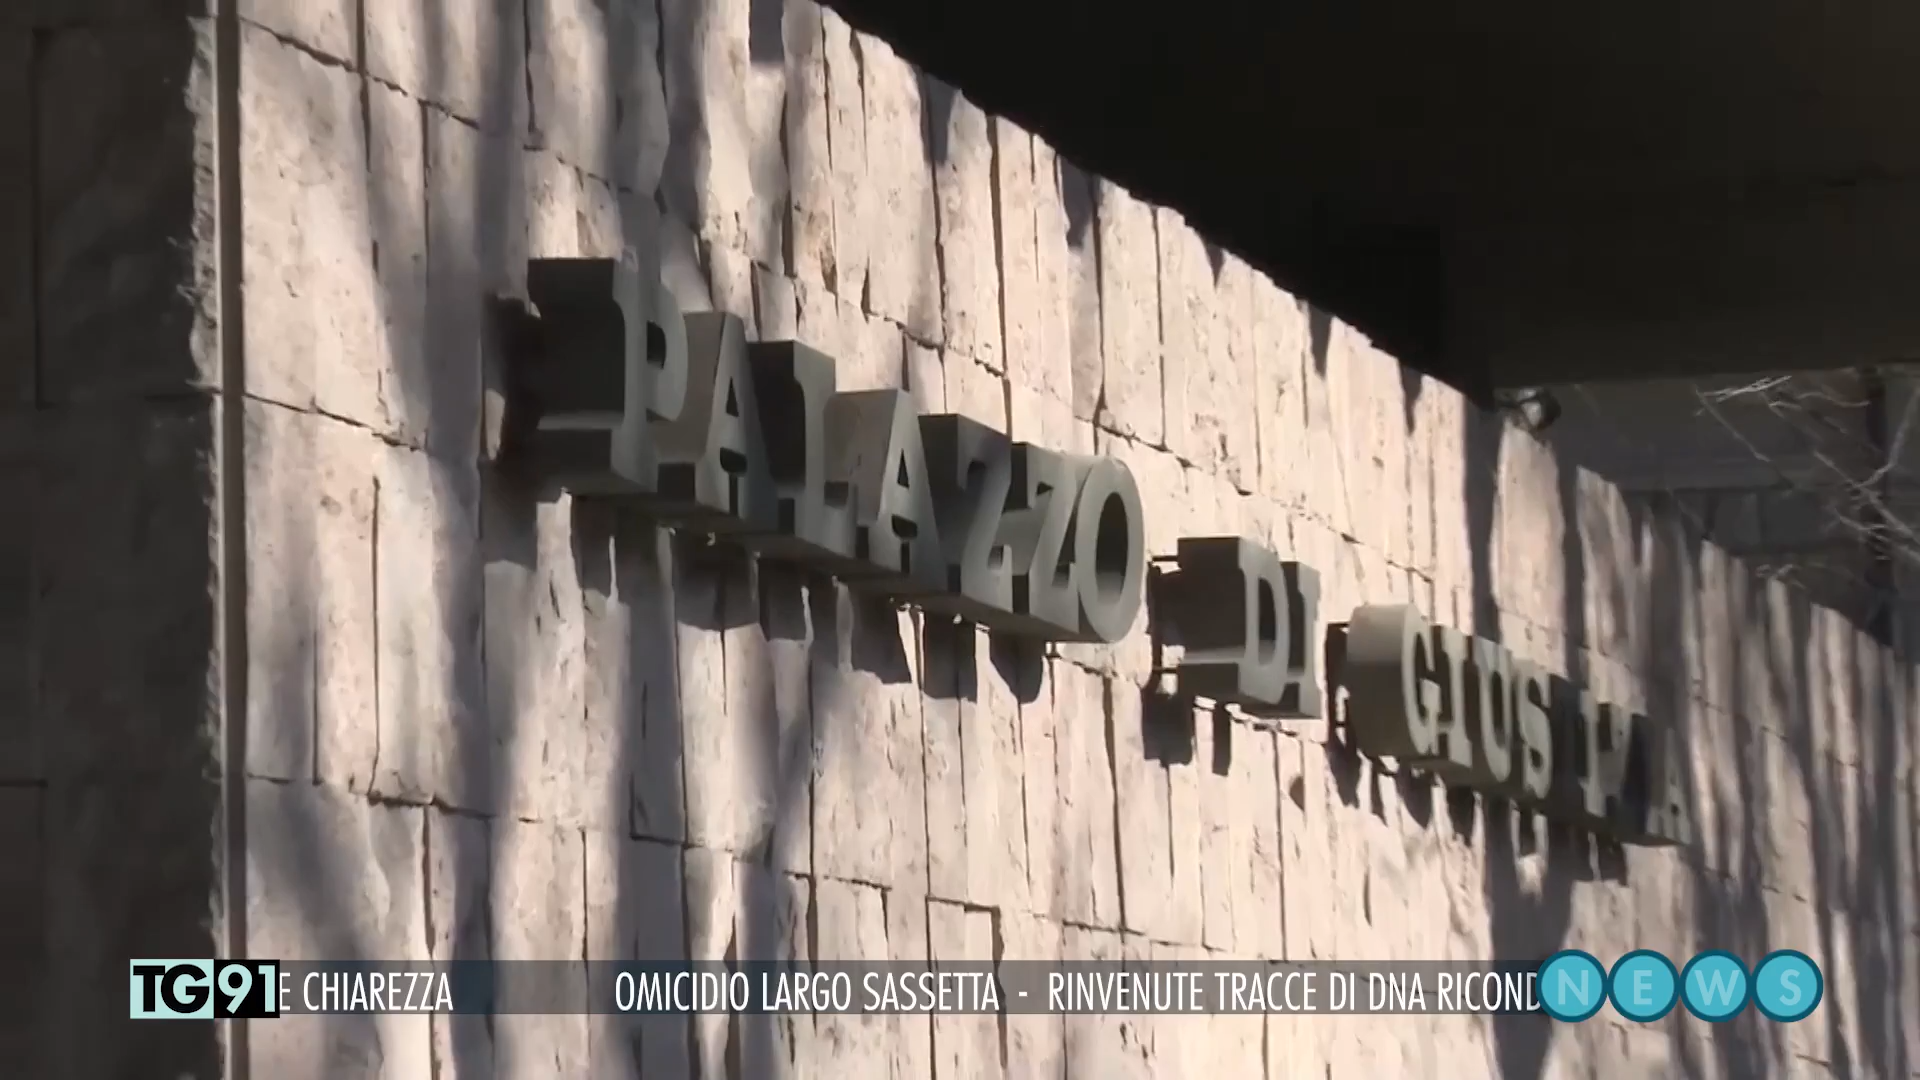 PALAZZO DI GIUSTIZIA
TG91 E CHIAREZZA OMICIDIO LARGO SASSETTA - RINVENUTE TRACCE DI DNA RICOND NEWS